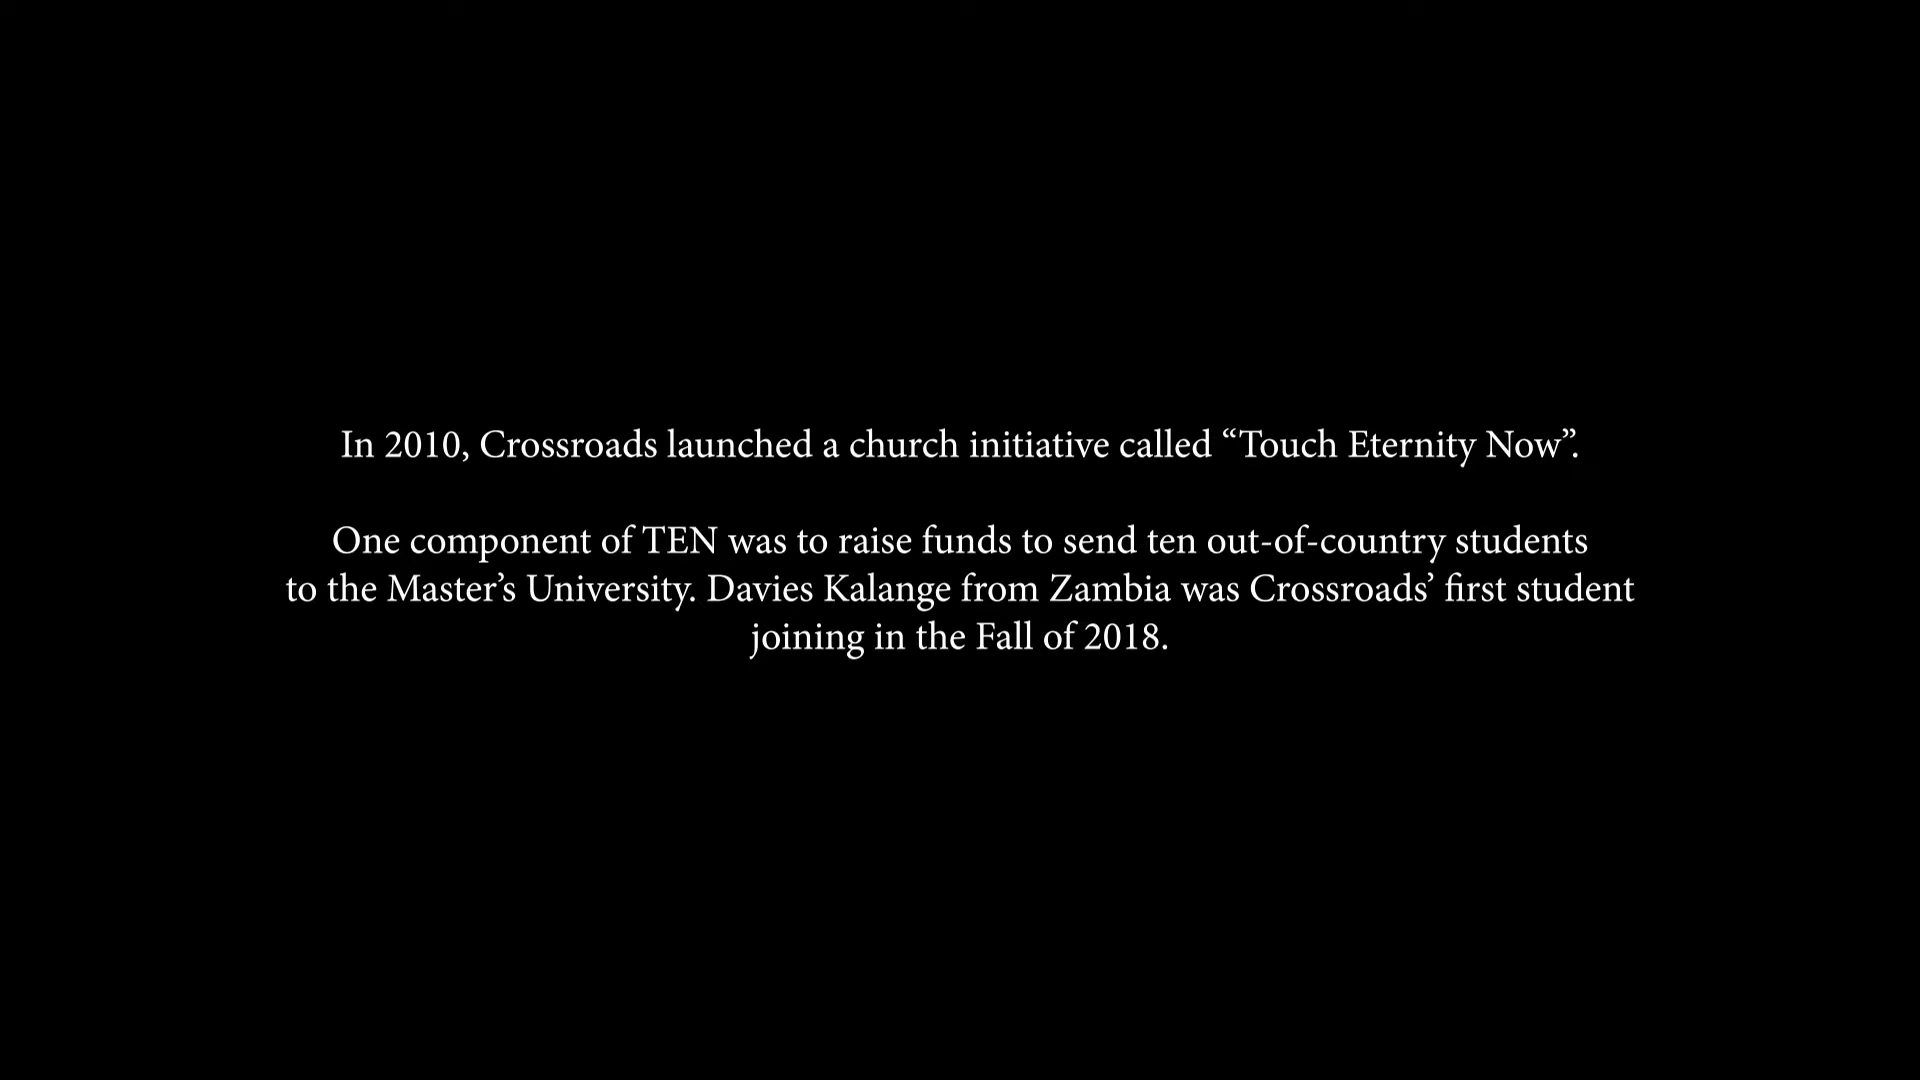 In 2010, Crossroads launched a church initiative called “Touch Eternity Now”.
One component of TEN was to raise funds to send ten out-of-country students
to the Master’s University. Davies Kalange from Zambia was Crossroads’ first student
joining in the Fall of 2018.